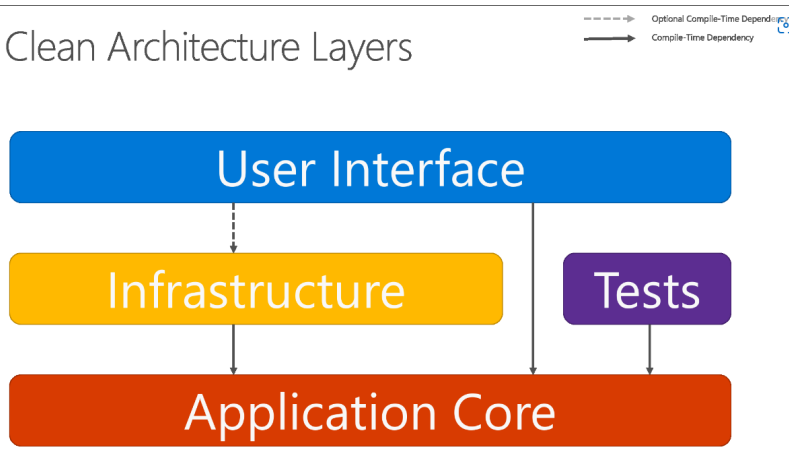 Optional Compile-Time Dependency
Compile-Time Dependency
Clean Architecture Layers
User Interface
Infrastructure
Tests
Application Core